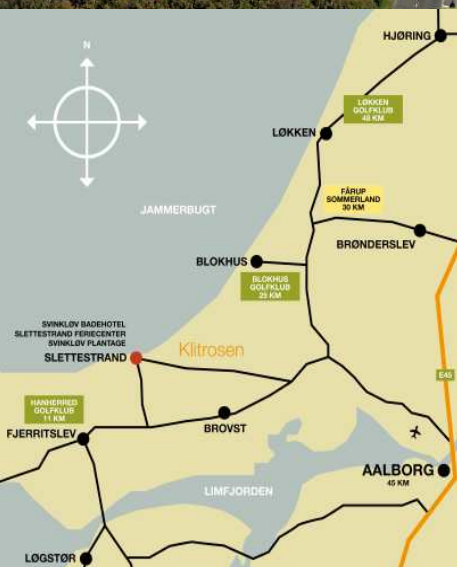 HJØRING
N
LØKKEN
GOLFKLUB
48 KM
LØKKEN
FÅRUP
SOMMERLAND
30 KM
JAMMERBUGT
BRØNDERSLEV
BLOKHUS
BLOKHUS
GOLFKLUB
25 KM
SVINKLØV BADEHOTEL
SLETTESTRAND FERIECENTER
SVINKLØV PLANTAGE
SLETTESTRAND
Klitrosen
E45
HANHERRED
GOLFKLUB
11 KM
FJERRITSLEV
BROVST
AALBORG
45 KM
LIMFJORDEN
LØGSTØR